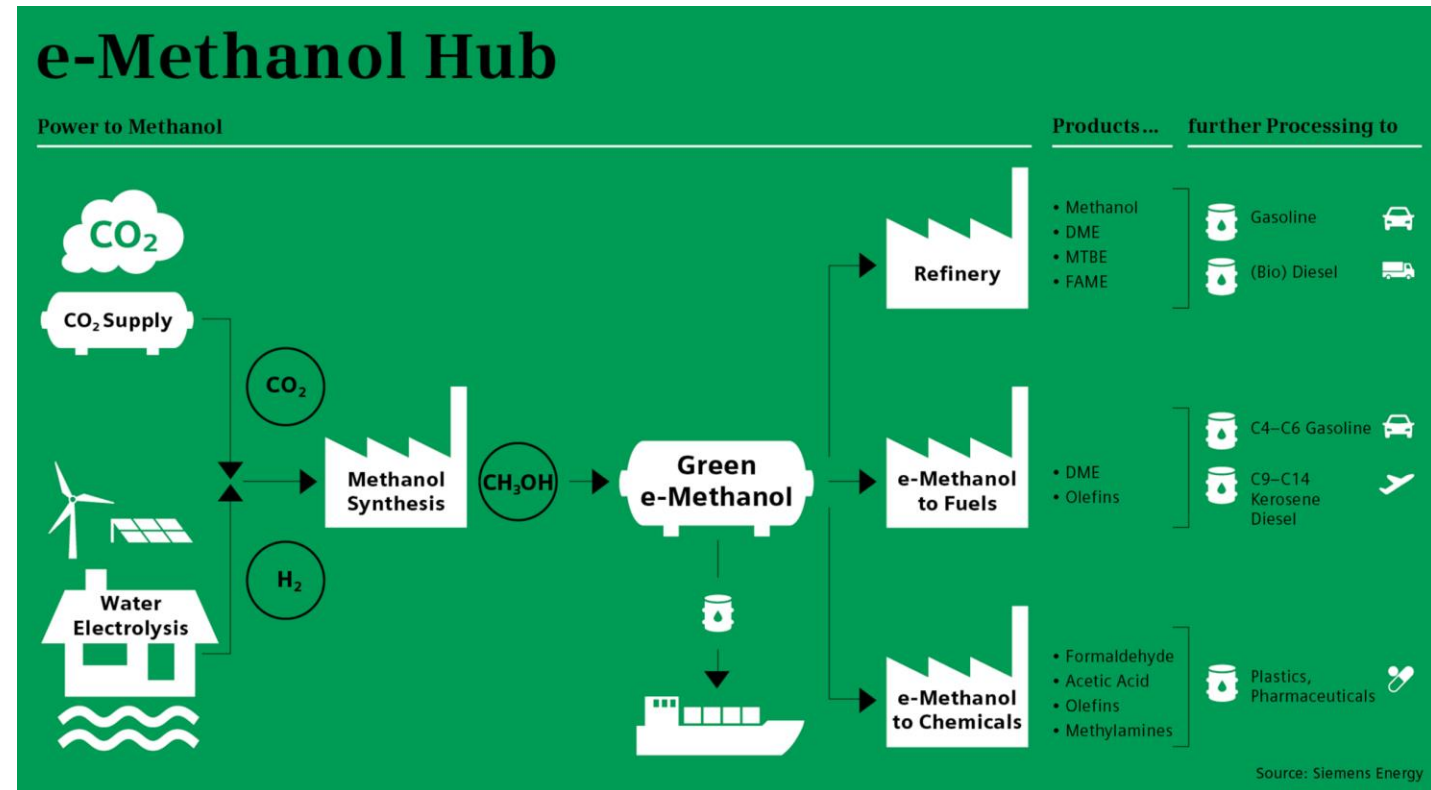 e-Methanol Hub
Power to Methanol
Products...
further Processing to
CO₂
CO₂ Supply
CO₂
Water
Electrolysis
H₂
Methanol
Synthesis
CH₃OH
Green
e-Methanol
Refinery
• Methanol
• DME
• MTBE
• FAME
Gasoline
(Bio) Diesel
e-Methanol
to Fuels
• DME
• Olefins
C4–C6 Gasoline
C9–C14
Kerosene
Diesel
e-Methanol
to Chemicals
• Formaldehyde
• Acetic Acid
• Olefins
• Methylamines
Plastics,
Pharmaceuticals
Source: Siemens Energy